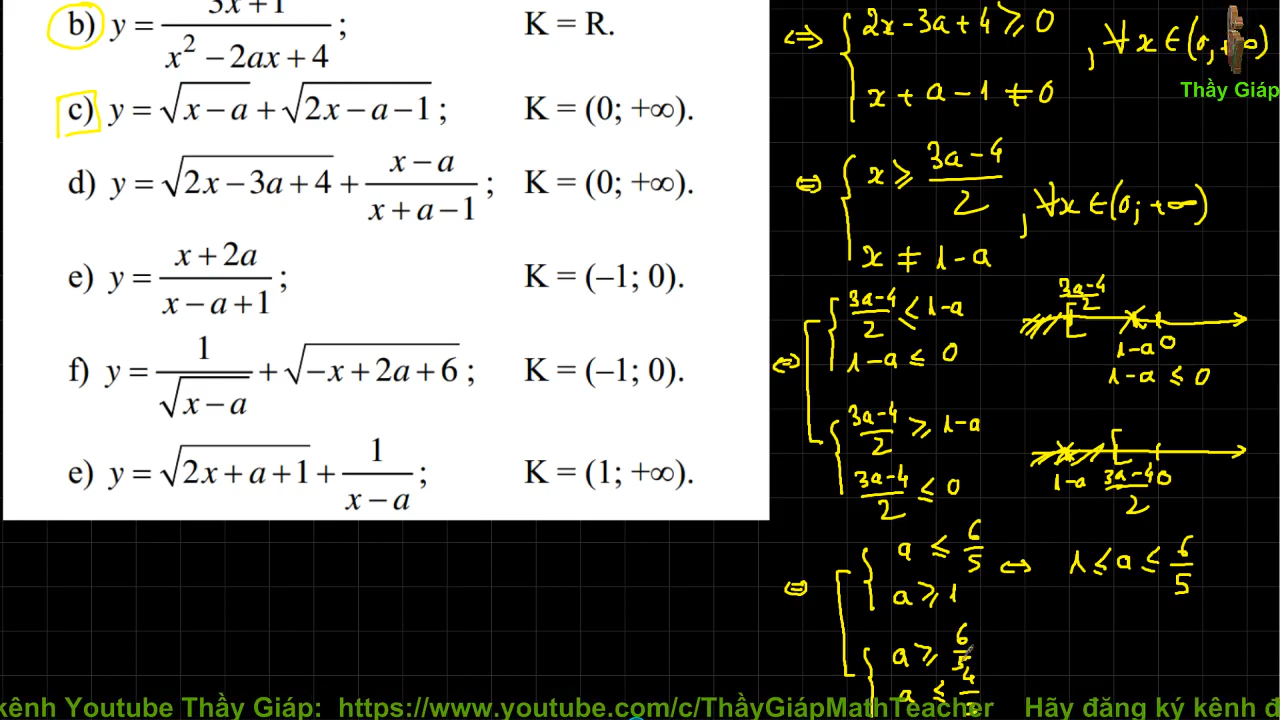 b) y = (3x + 1)/(x² − 2ax + 4) ; K = R.
c) y = √(x − a) + √(2x − a − 1) ; K = (0; +∞).
d) y = √(2x − 3a + 4) + (x − a)/(x + a − 1) ; K = (0; +∞).
e) y = (x + 2a)/(x − a + 1) ; K = (–1; 0).
f) y = 1/√(x − a) + √(−x + 2a + 6) ; K = (–1; 0).
e) y = √(2x + a + 1) + 1/(x − a) ; K = (1; +∞).
⇔ { 2x - 3a + 4 ≥ 0
x + a - 1 ≠ 0 , ∀x ∈ (0, +∞)
Thầy Giáp
⇔ { x ≥ (3a - 4)/2
x ≠ 1 - a , ∀x ∈ (0; +∞)
⇔ [ { (3a-4)/2 ≤ 1-a
1-a ≤ 0
{ (3a-4)/2 ≥ 1-a
(3a-4)/2 ≤ 0
(3a-4)/2
1-a 0
1-a ≤ 0
1-a (3a-4)/2 0
⇔ [ { a ≤ 6/5
a ≥ 1 ⇔ 1 ≤ a ≤ 6/5
{ a ≥ 6/5
a ≤ 4/
kênh Youtube Thầy Giáp: https://www.youtube.com/c/ThầyGiápMathTeacher Hãy đăng ký kênh